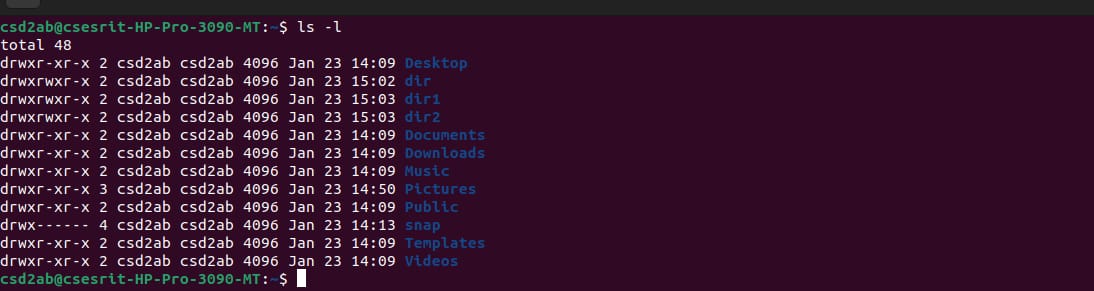 csd2ab@csesrit-HP-Pro-3090-MT:~$ ls -l
total 48
drwxr-xr-x 2 csd2ab csd2ab 4096 Jan 23 14:09 Desktop
drwxrwxr-x 2 csd2ab csd2ab 4096 Jan 23 15:02 dir
drwxrwxr-x 2 csd2ab csd2ab 4096 Jan 23 15:03 dir1
drwxrwxr-x 2 csd2ab csd2ab 4096 Jan 23 15:03 dir2
drwxr-xr-x 2 csd2ab csd2ab 4096 Jan 23 14:09 Documents
drwxr-xr-x 2 csd2ab csd2ab 4096 Jan 23 14:09 Downloads
drwxr-xr-x 2 csd2ab csd2ab 4096 Jan 23 14:09 Music
drwxr-xr-x 3 csd2ab csd2ab 4096 Jan 23 14:50 Pictures
drwxr-xr-x 2 csd2ab csd2ab 4096 Jan 23 14:09 Public
drwx------ 4 csd2ab csd2ab 4096 Jan 23 14:13 snap
drwxr-xr-x 2 csd2ab csd2ab 4096 Jan 23 14:09 Templates
drwxr-xr-x 2 csd2ab csd2ab 4096 Jan 23 14:09 Videos
csd2ab@csesrit-HP-Pro-3090-MT:~$